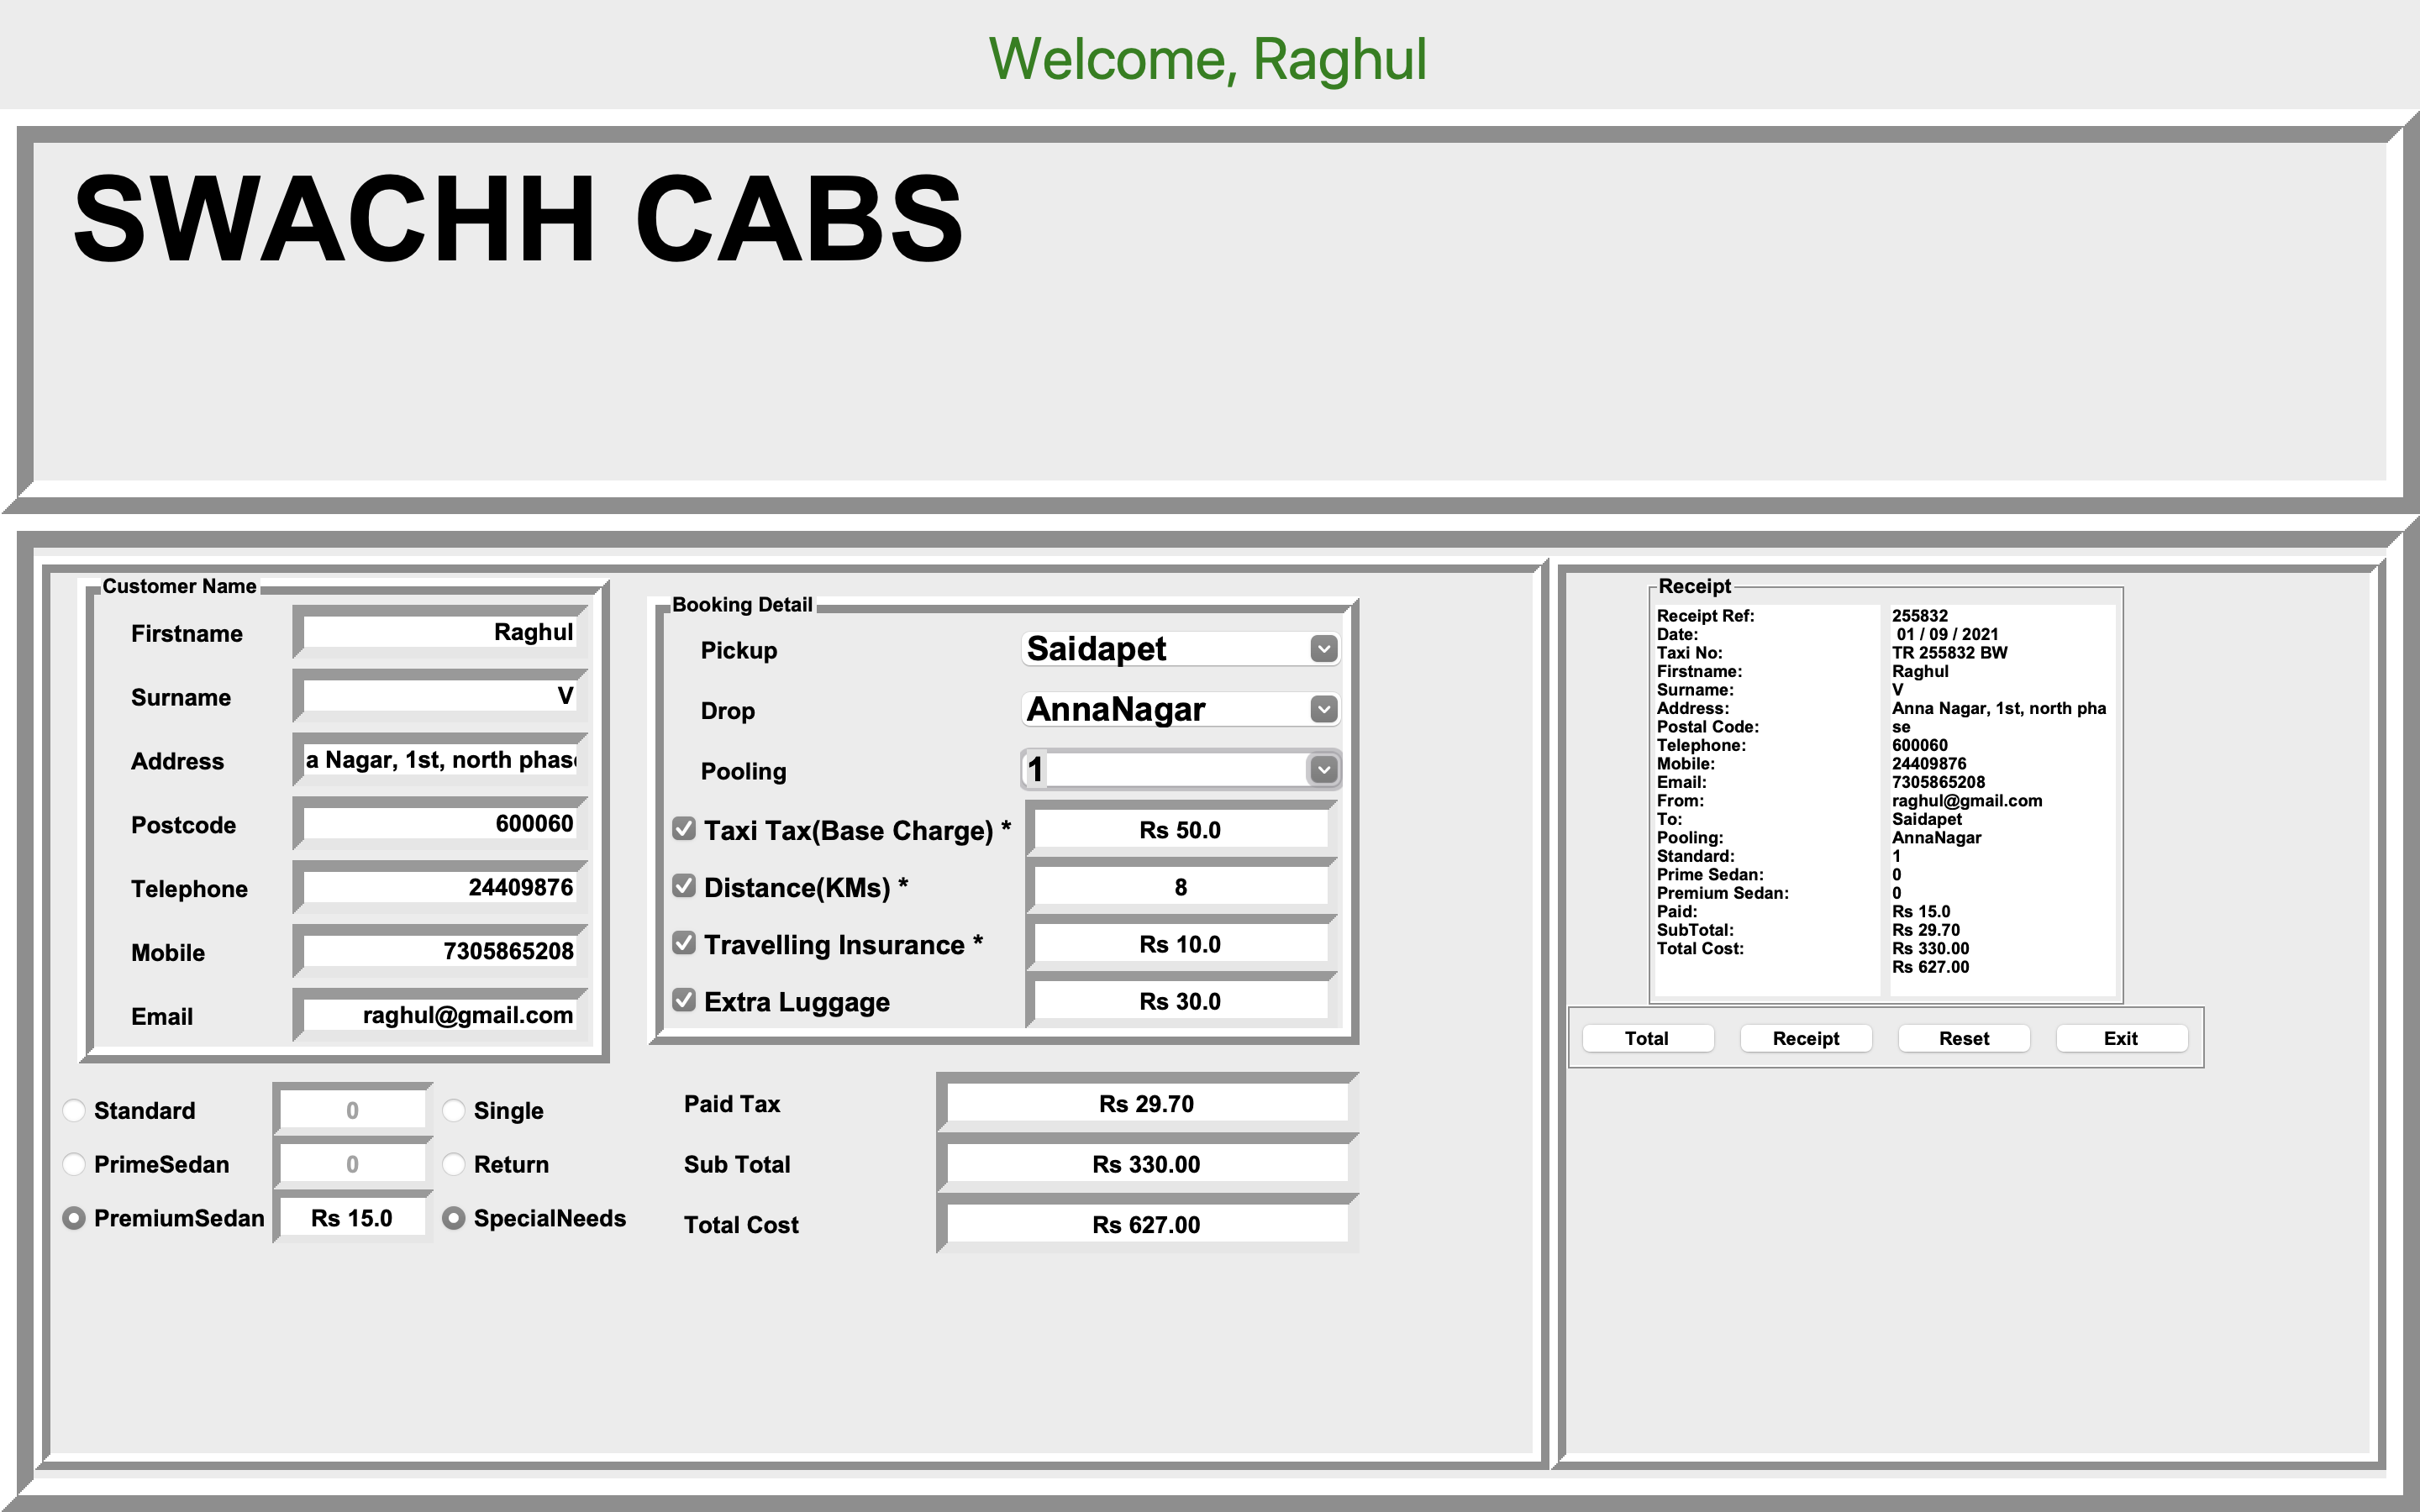 Welcome, Raghul
SWACHH CABS
Customer Name
Firstname Raghul
Surname V
Address a Nagar, 1st, north phase
Postcode 600060
Telephone 24409876
Mobile 7305865208
Email raghul@gmail.com
Booking Detail
Pickup Saidapet
Drop AnnaNagar
Pooling 1
Taxi Tax(Base Charge) * Rs 50.0
Distance(KMs) * 8
Travelling Insurance * Rs 10.0
Extra Luggage Rs 30.0
Standard 0 Single
PrimeSedan 0 Return
PremiumSedan Rs 15.0 SpecialNeeds
Paid Tax Rs 29.70
Sub Total Rs 330.00
Total Cost Rs 627.00
Receipt
Receipt Ref: 255832
Date: 01 / 09 / 2021
Taxi No: TR 255832 BW
Firstname: Raghul
Surname: V
Address: Anna Nagar, 1st, north pha
Postal Code: se
Telephone: 600060
Mobile: 24409876
Email: 7305865208
From: raghul@gmail.com
To: Saidapet
Pooling: AnnaNagar
Standard: 1
Prime Sedan: 0
Premium Sedan: 0
Paid: Rs 15.0
SubTotal: Rs 29.70
Total Cost: Rs 330.00
Rs 627.00
Total Receipt Reset Exit